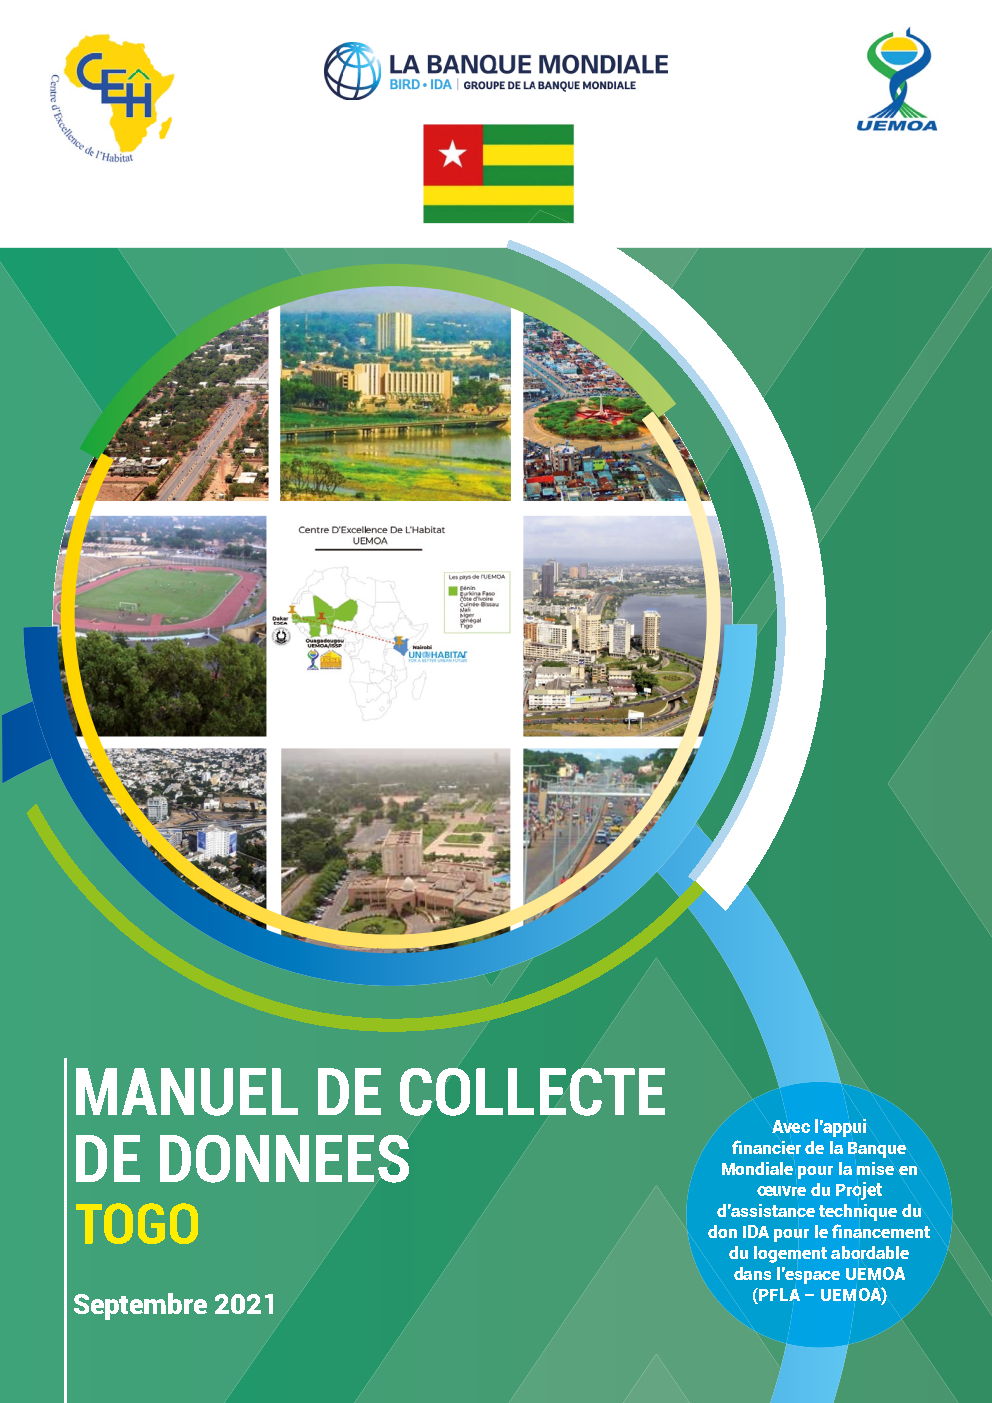 CEH
Centre d'Excellence de l'Habitat
LA BANQUE MONDIALE
BIRD • IDA | GROUPE DE LA BANQUE MONDIALE
UEMOA
Centre D'Excellence De L'Habitat
UEMOA
Les pays de l'UEMOA
Bénin
Burkina Faso
Côte d'Ivoire
Guinée-Bissau
Mali
Niger
Sénégal
Togo
Dakar
Ouagadougou
UEMOA/ISSP
Nairobi
UN HABITAT
FOR A BETTER URBAN FUTURE
MANUEL DE COLLECTE
DE DONNEES
TOGO
Septembre 2021
Avec l'appui
financier de la Banque
Mondiale pour la mise en
œuvre du Projet
d'assistance technique du
don IDA pour le financement
du logement abordable
dans l'espace UEMOA
(PFLA – UEMOA)